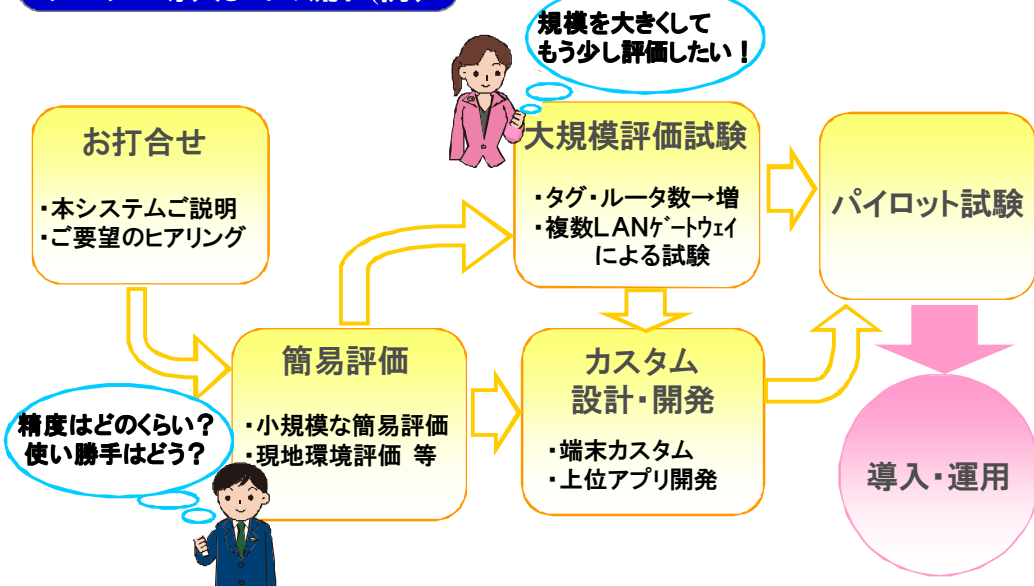 規模を大きくして
もう少し評価したい！
お打合せ
・本システムご説明
・ご要望のヒアリング
大規模評価試験
・タグ・ルータ数→増
・複数LANｹﾞｰﾄｳｪｲ
による試験
パイロット試験
簡易評価
・小規模な簡易評価
・現地環境評価 等
精度はどのくらい？
使い勝手はどう？
カスタム
設計・開発
・端末カスタム
・上位アプリ開発
導入・運用